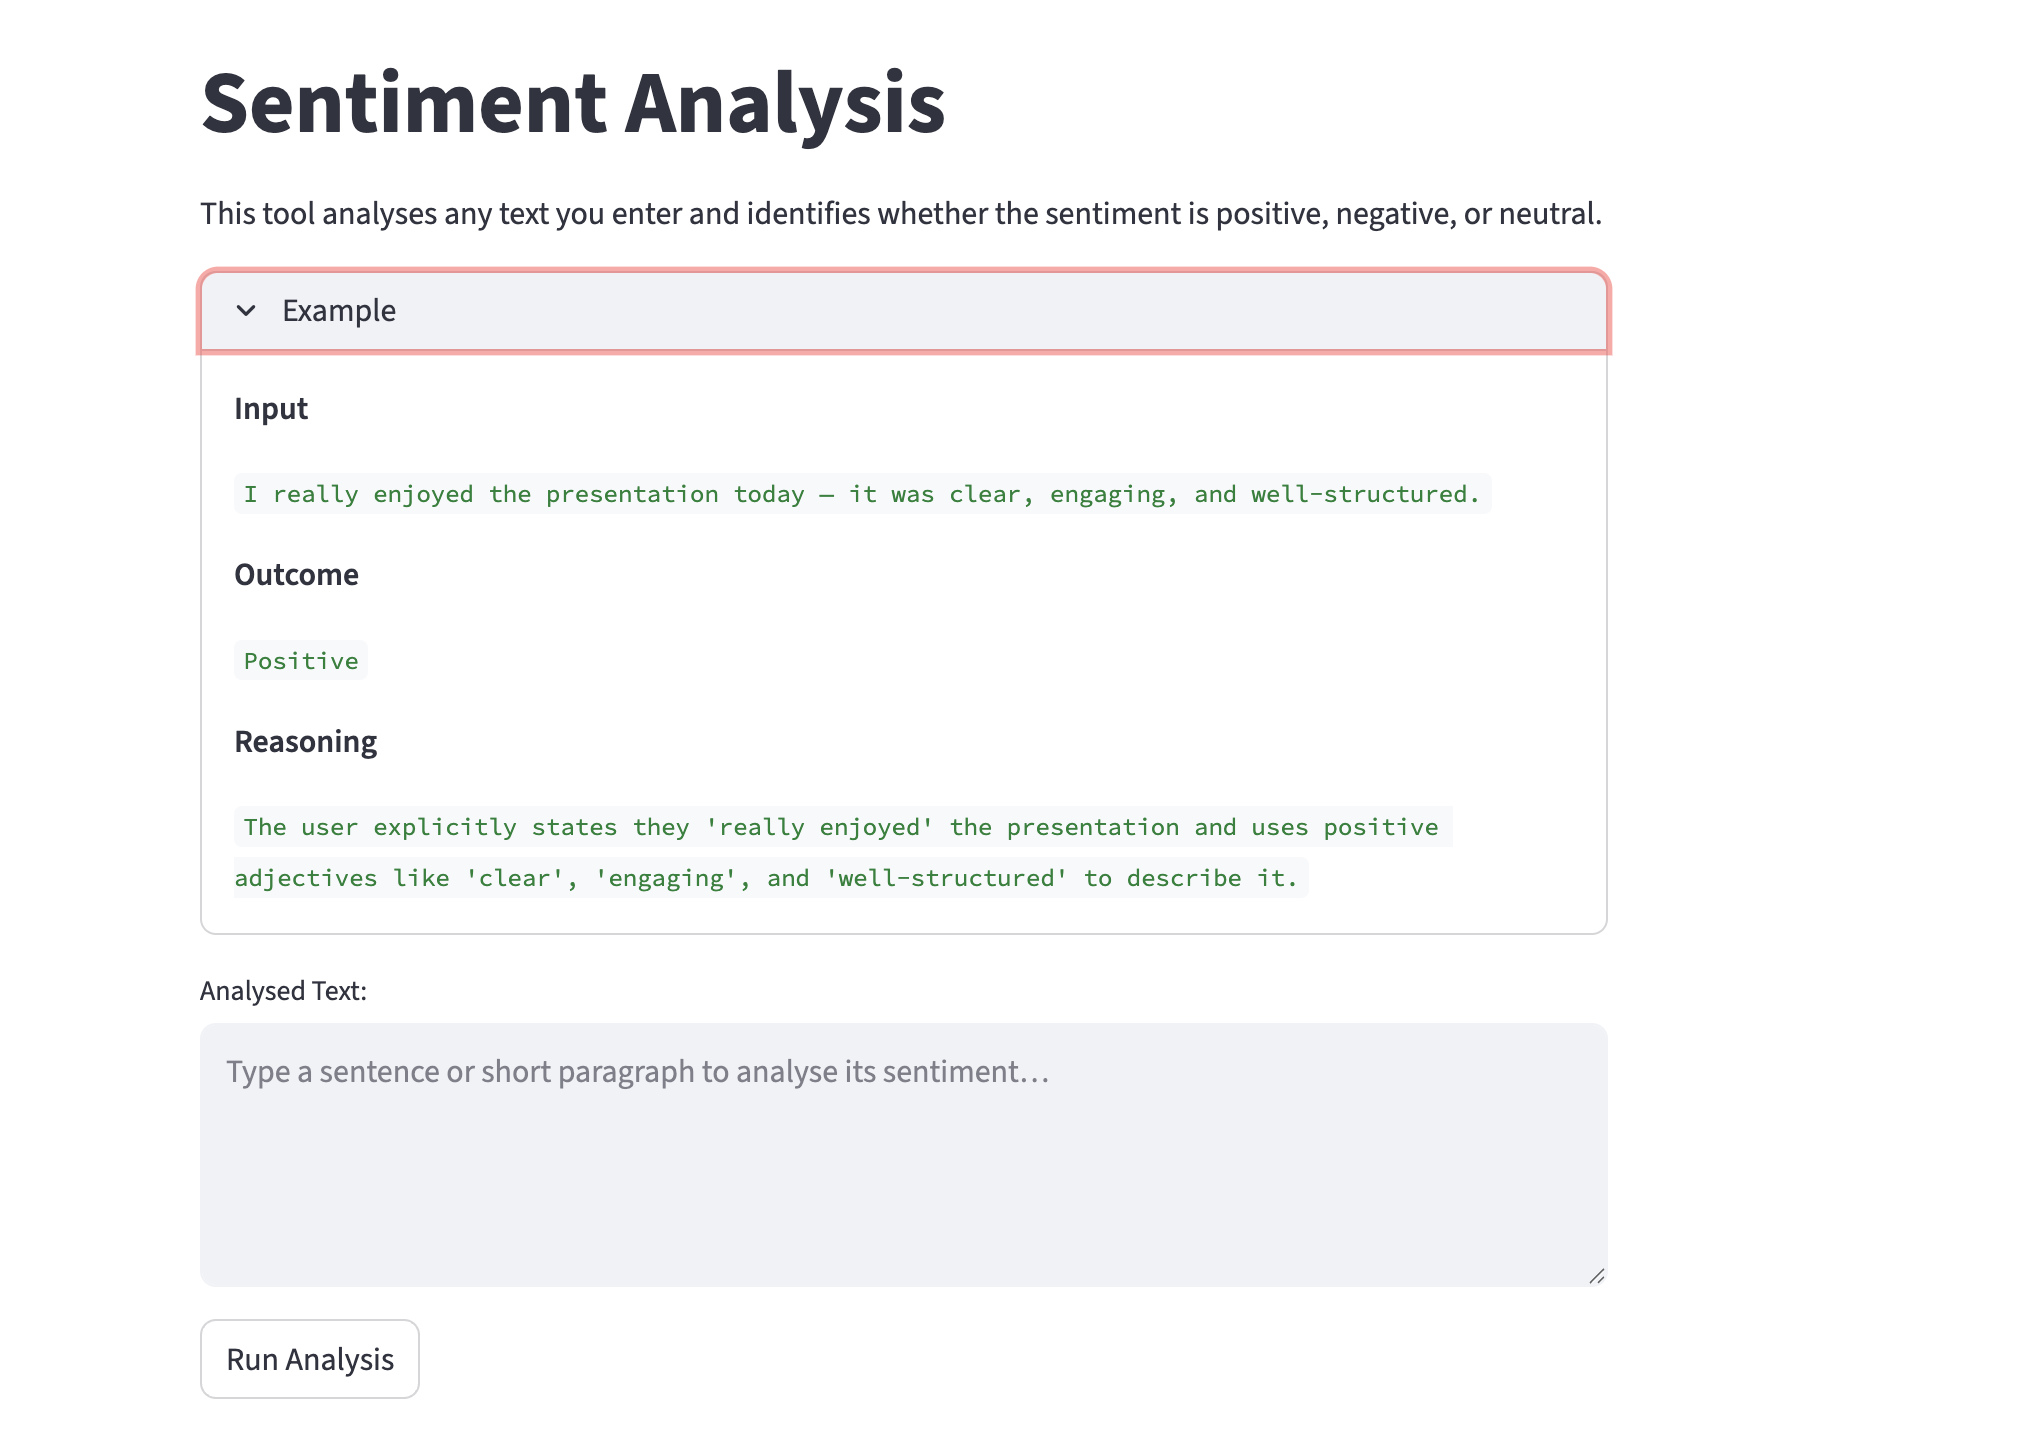 Sentiment Analysis
This tool analyses any text you enter and identifies whether the sentiment is positive, negative, or neutral.
Example
Input
I really enjoyed the presentation today — it was clear, engaging, and well-structured.
Outcome
Positive
Reasoning
The user explicitly states they 'really enjoyed' the presentation and uses positive
adjectives like 'clear', 'engaging', and 'well-structured' to describe it.
Analysed Text:
Type a sentence or short paragraph to analyse its sentiment…
Run Analysis